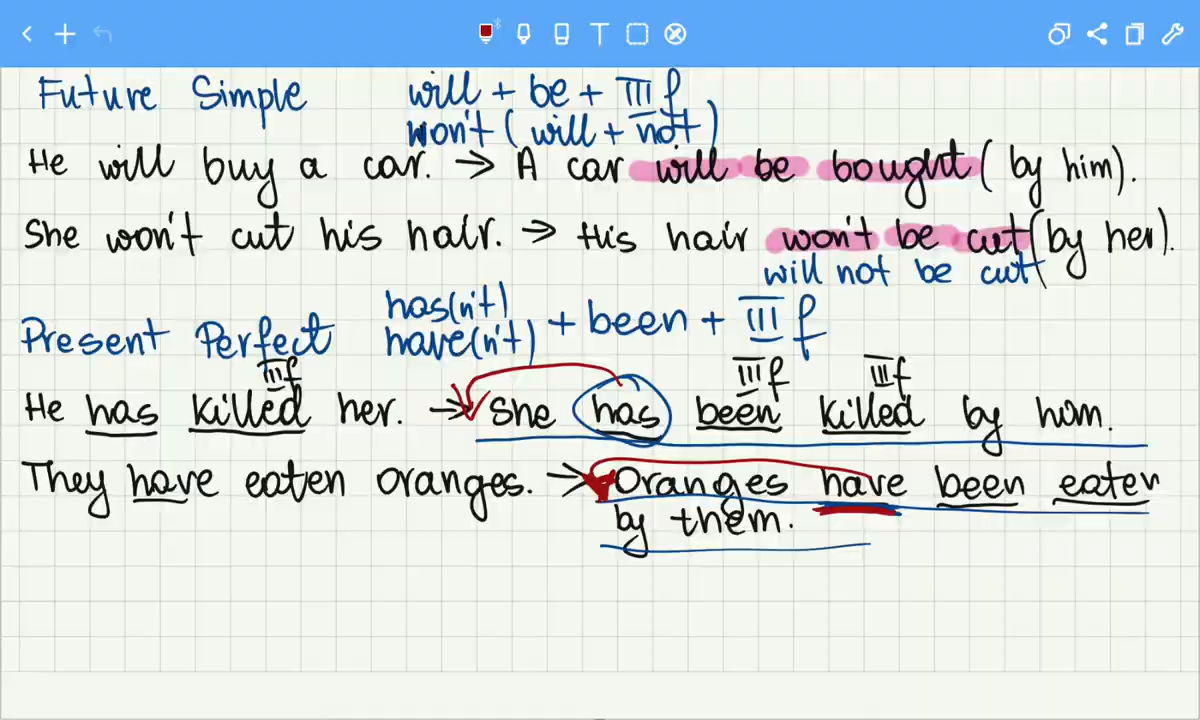 Future Simple will + be + III f
won't (will + not)
He will buy a car. → A car will be bought (by him).
She won't cut his hair. → His hair won't be cut (by her).
will not be cut
Present Perfect has(n't) have(n't) + been + III f
III f III f III f
He has killed her. → She has been killed by him.
They have eaten oranges. → Oranges have been eaten
by them.